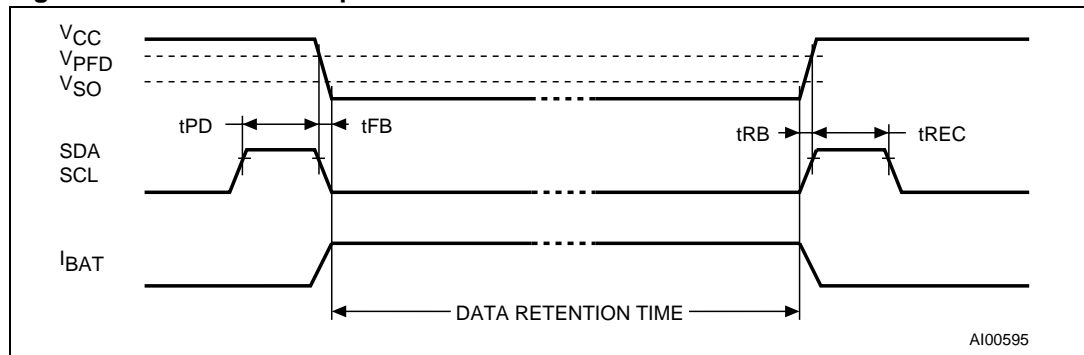 VCC
VPFD
VSO
tPD
tFB
tRB
tREC
SDA
SCL
IBAT
DATA RETENTION TIME
AI00595